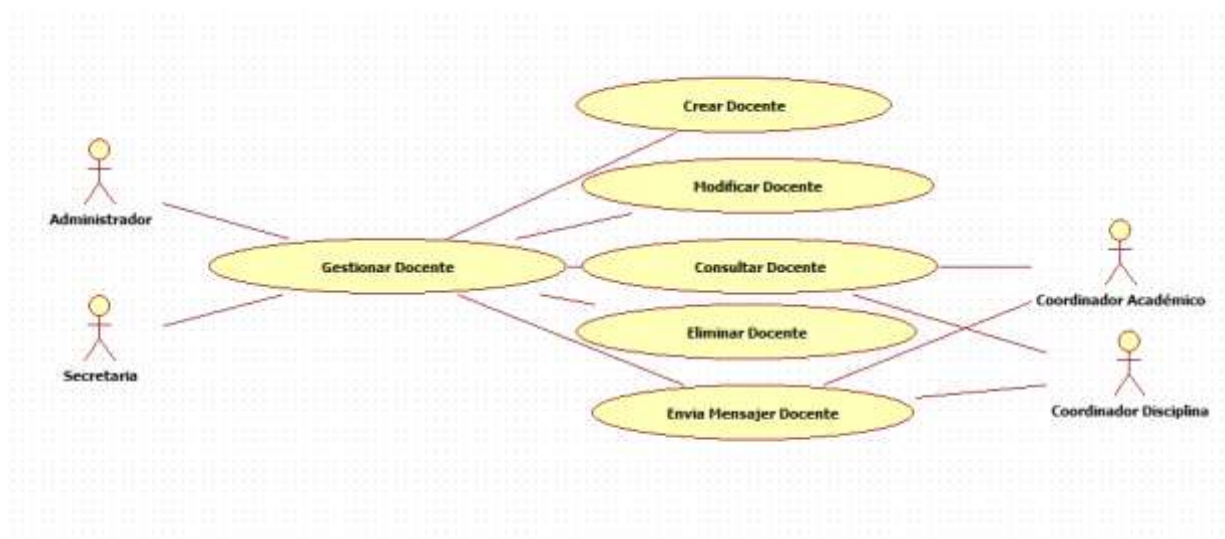 Crear Docente
Modificar Docente
Administrador
Gestionar Docente
Consultar Docente
Coordinador Académico
Eliminar Docente
Secretaria
Envia Mensajer Docente
Coordinador Disciplina